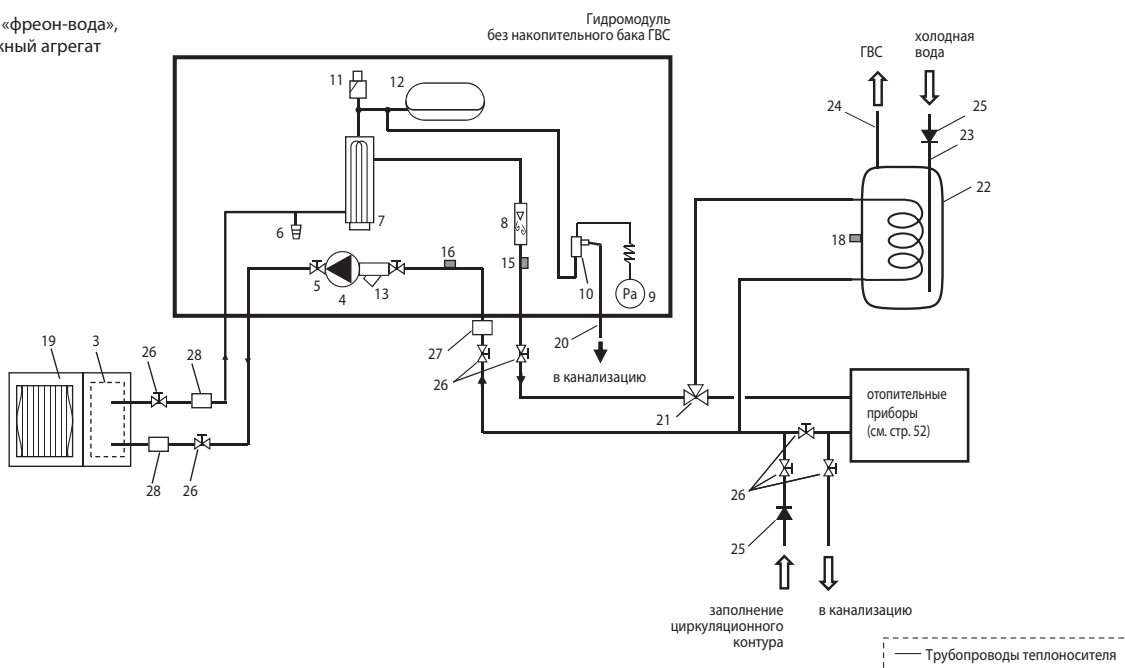 «фреон-вода»,
ный агрегат
Гидромодуль
без накопительного бака ГВС
ГВС
холодная
вода
11
12
24
25
23
22
6
7
8
18
16
15
5
4
13
10
Pa
9
19
3
26
28
27
26
20
в канализацию
21
отопительные
приборы
(см. стр. 52)
28
26
26
25
заполнение
циркуляционного
контура
в канализацию
Трубопроводы теплоносителя